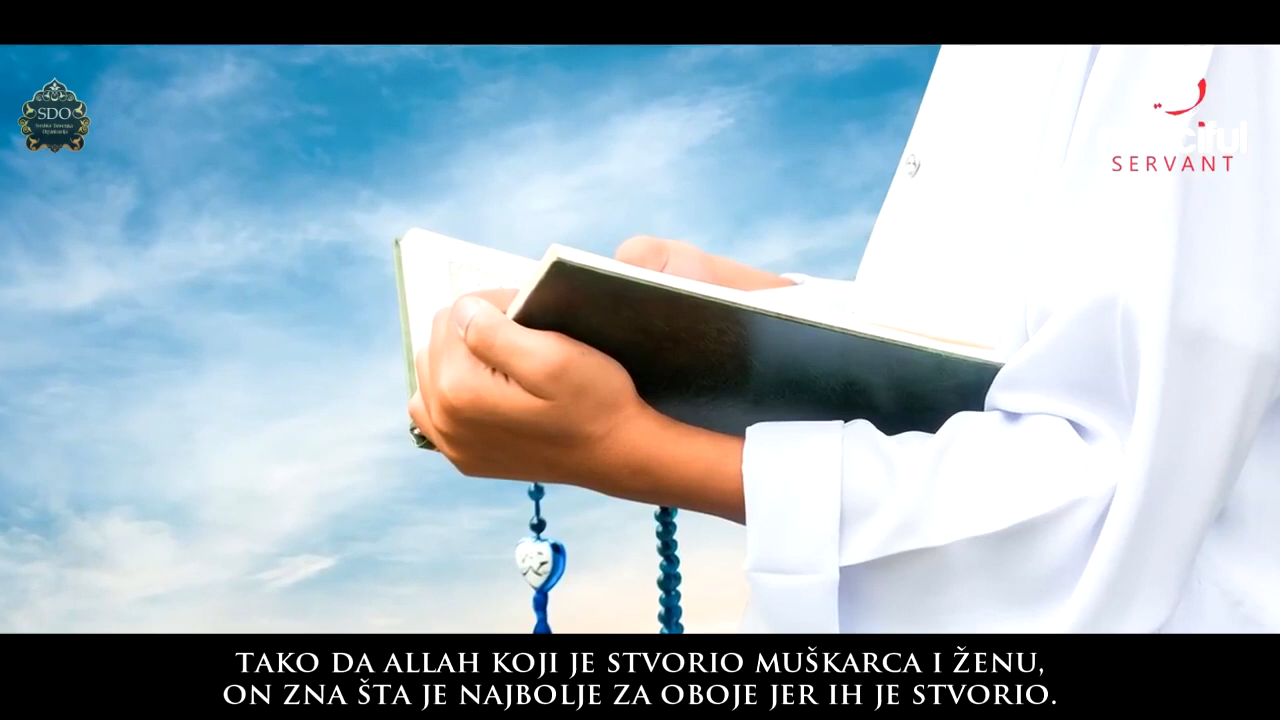 SDO
SERVANT
TAKO DA ALLAH KOJI JE STVORIO MUŠKARCA I ŽENU,
ON ZNA ŠTA JE NAJBOLJE ZA OBOJE JER IH JE STVORIO.